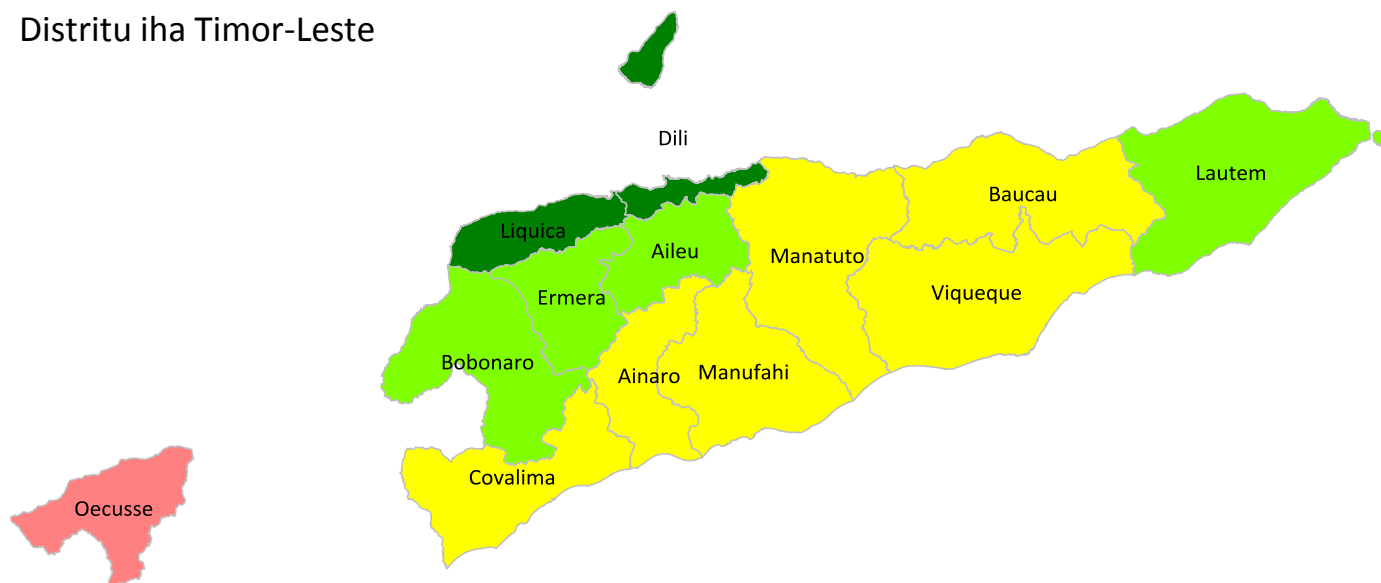 Distritu iha Timor-Leste
Dili
Lautem
Baucau
Liquica
Aileu
Manatuto
Viqueque
Ermera
Bobonaro
Ainaro
Manufahi
Covalima
Oecusse